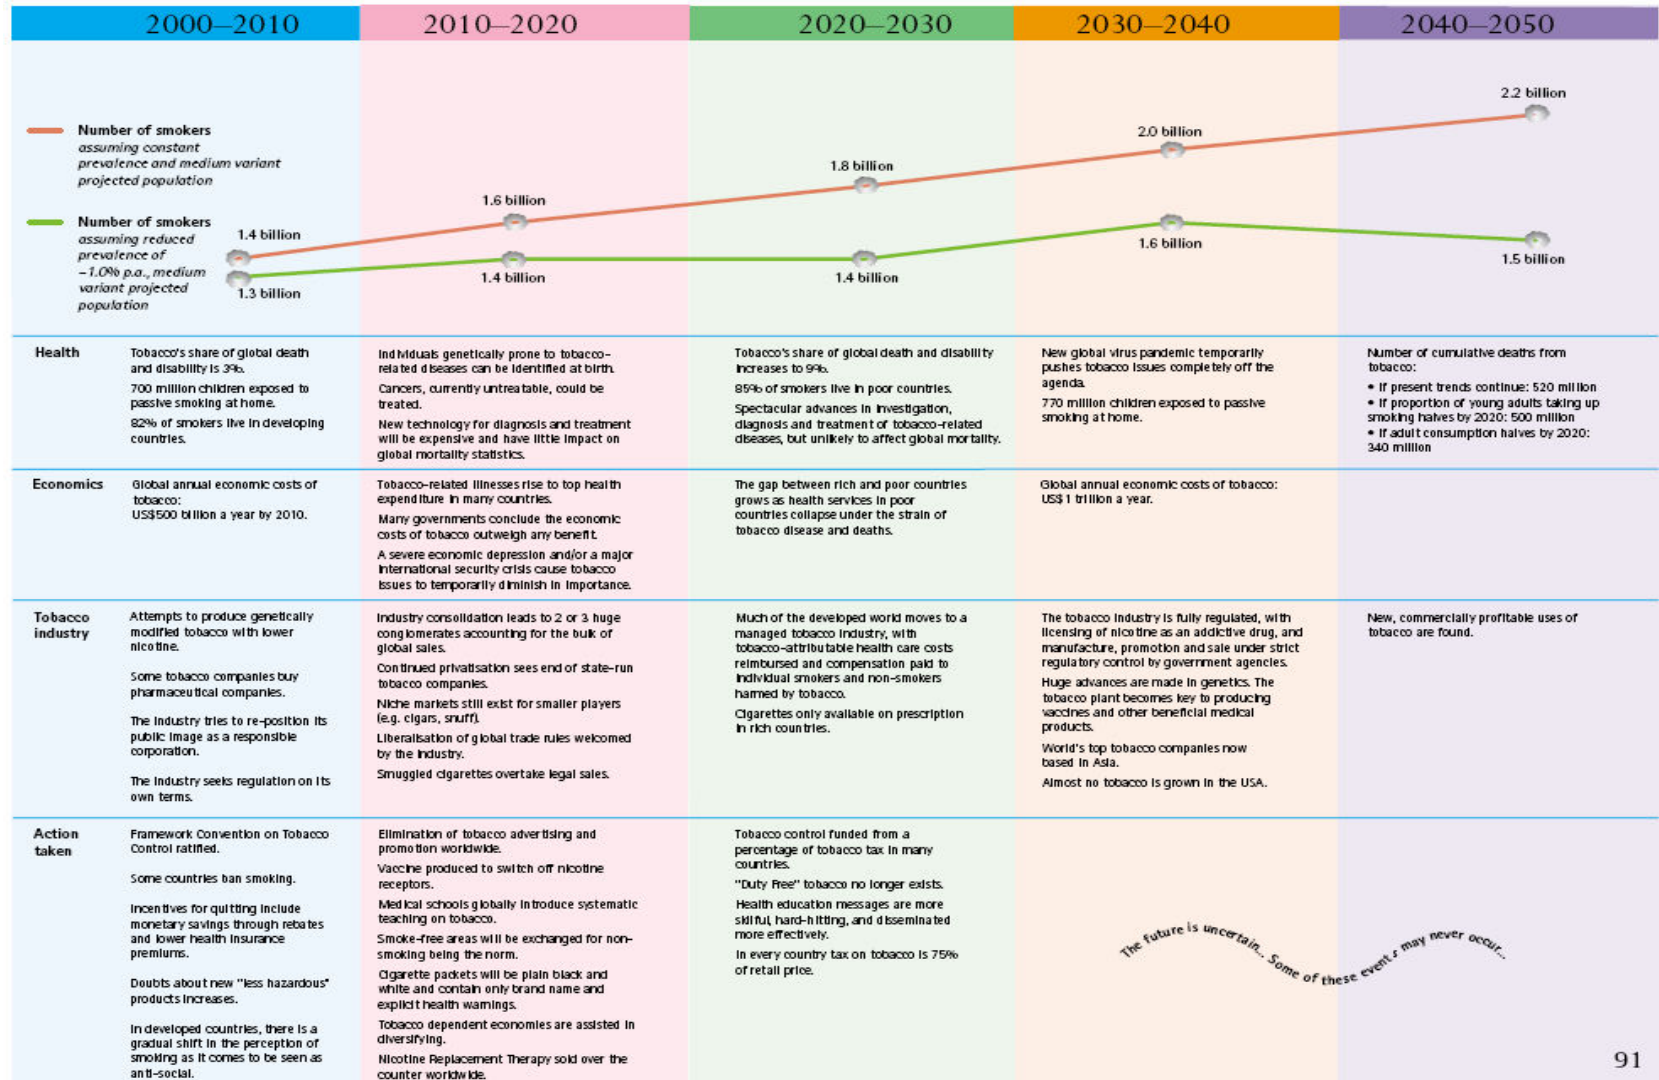 2000–2010
2010–2020
2020–2030
2030–2040
2040–2050
Number of smokers
assuming constant
prevalence and medium variant
projected population
Number of smokers
assuming reduced
prevalence of
–1.0% p.a., medium
variant projected
population
1.4 billion
1.6 billion
1.8 billion
2.0 billion
2.2 billion
1.3 billion
1.4 billion
1.4 billion
1.6 billion
1.5 billion
Health
Tobacco's share of global death
and disability is 3%.
700 million children exposed to
passive smoking at home.
82% of smokers live in developing
countries.
Individuals genetically prone to tobacco-
related diseases can be identified at birth.
Cancers, currently untreatable, could be
treated.
New technology for diagnosis and treatment
will be expensive and have little impact on
global mortality statistics.
Tobacco's share of global death and disability
increases to 9%.
85% of smokers live in poor countries.
Spectacular advances in investigation,
diagnosis and treatment of tobacco-related
diseases, but unlikely to affect global mortality.
New global virus pandemic temporarily
pushes tobacco issues completely off the
agenda.
770 million children exposed to passive
smoking at home.
Number of cumulative deaths from
tobacco:
• If present trends continue: 520 million
• If proportion of young adults taking up
smoking halves by 2020: 500 million
• If adult consumption halves by 2020:
340 million
Economics
Global annual economic costs of
tobacco:
US$500 billion a year by 2010.
Tobacco-related illnesses rise to top health
expenditure in many countries.
Many governments conclude the economic
costs of tobacco outweigh any benefit.
A severe economic depression and/or a major
international security crisis cause tobacco
issues to temporarily diminish in importance.
The gap between rich and poor countries
grows as health services in poor
countries collapse under the strain of
tobacco disease and deaths.
Global annual economic costs of tobacco:
US$1 trillion a year.
Tobacco
industry
Attempts to produce genetically
modified tobacco with lower
nicotine.
Some tobacco companies buy
pharmaceutical companies.
The industry tries to re-position its
public image as a responsible
corporation.
The industry seeks regulation on its
own terms.
Industry consolidation leads to 2 or 3 huge
conglomerates accounting for the bulk of
global sales.
Continued privatisation sees end of state-run
tobacco companies.
Niche markets still exist for smaller players
(e.g. cigars, snuff).
Liberalisation of global trade rules welcomed
by the industry.
Smuggled cigarettes overtake legal sales.
Much of the developed world moves to a
managed tobacco industry, with
tobacco-attributable health care costs
reimbursed and compensation paid to
individual smokers and non-smokers
harmed by tobacco.
Cigarettes only available on prescription
in rich countries.
The tobacco industry is fully regulated, with
licensing of nicotine as an addictive drug, and
manufacture, promotion and sale under strict
regulatory control by government agencies.
Huge advances are made in genetics. The
tobacco plant becomes key to producing
vaccines and other beneficial medical
products.
World's top tobacco companies now
based in Asia.
Almost no tobacco is grown in the USA.
New, commercially profitable uses of
tobacco are found.
Action
taken
Framework Convention on Tobacco
Control ratified.
Some countries ban smoking.
Incentives for quitting include
monetary savings through rebates
and lower health insurance
premiums.
Doubts about new "less hazardous"
products increases.
In developed countries, there is a
gradual shift in the perception of
smoking as it comes to be seen as
anti-social.
Elimination of tobacco advertising and
promotion worldwide.
Vaccine produced to switch off nicotine
receptors.
Medical schools globally introduce systematic
teaching on tobacco.
Smoke-free areas will be exchanged for non-
smoking being the norm.
Cigarette packets will be plain black and
white and contain only brand name and
explicit health warnings.
Tobacco dependent economies are assisted in
diversifying.
Nicotine Replacement Therapy sold over the
counter worldwide.
Tobacco control funded from a
percentage of tobacco tax in many
countries.
"Duty Free" tobacco no longer exists.
Health education messages are more
skilful, hard-hitting, and disseminated
more effectively.
In every country tax on tobacco is 75%
of retail price.
The future is uncertain... Some of these events may never occur...
91